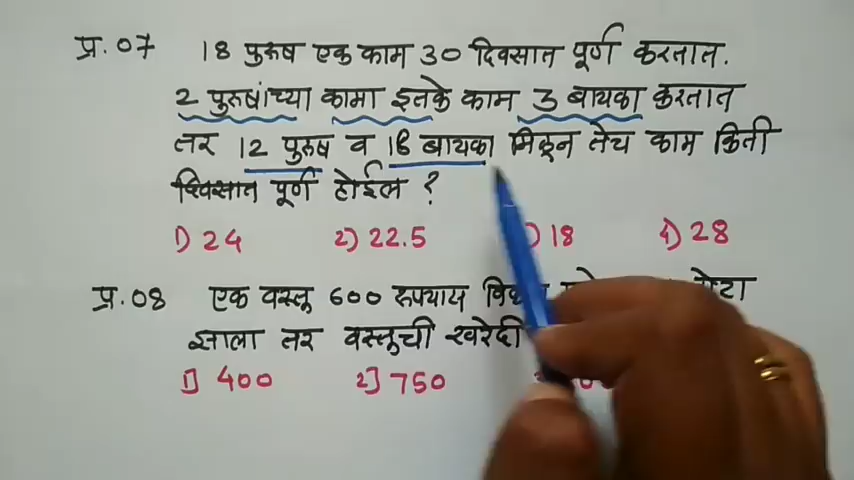 प्र.07 18 पुरुष एक काम 30 दिवसात पूर्ण करतात.
2 पुरुषांच्या कामा इतके काम 3 बायका करतात
तर 12 पुरुष व 18 बायका मिळून तेच काम किती
दिवसात पूर्ण होईल ?
1) 24 2) 22.5 ) 18 4) 28
प्र.08 एक वस्तू 600 रुपयास
झाला तर वस्तूची खरेदी
1] 400 2] 750